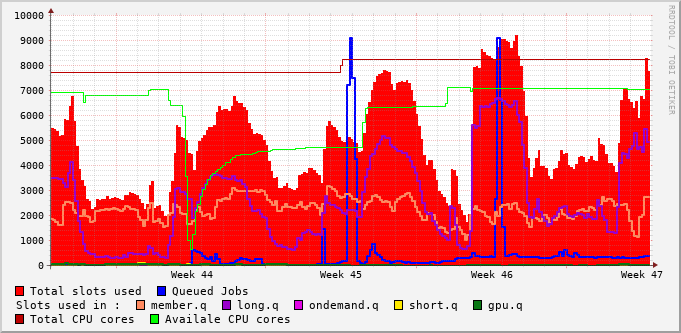 10000
9000
8000
7000
6000
5000
4000
3000
2000
1000
0
Week 44 Week 45 Week 46 Week 47
Total slots used Queued Jobs
Slots used in : member.q long.q ondemand.q short.q gpu.q
Total CPU cores Availale CPU cores
RRDTOOL / TOBI OETIKER